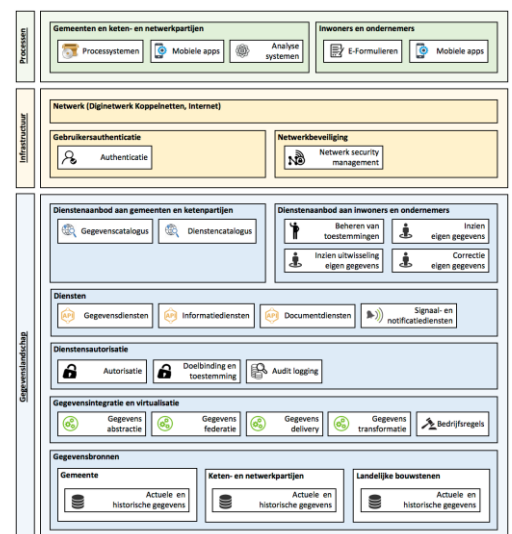 Processen
Gemeenten en keten- en netwerkpartijen
Processystemen
Mobiele apps
Analyse
systemen
Inwoners en ondernemers
E-Formulieren
Mobiele apps
Infrastructuur
Netwerk (Diginetwerk Koppelnetten, Internet)
Gebruikersauthenticatie
Authenticatie
Netwerkbeveiliging
Netwerk security
management
Gegevenslandschap
Dienstenaanbod aan gemeenten en ketenpartijen
Gegevenscatalogus
Dienstencatalogus
Dienstenaanbod aan inwoners en ondernemers
Beheren van
toestemmingen
Inzien
eigen gegevens
Inzien uitwisseling
eigen gegevens
Correctie
eigen gegevens
Diensten
API
Gegevensdiensten
API
Informatiediensten
API
Documentdiensten
Signaal- en
notificatiediensten
Dienstensautorisatie
Autorisatie
Doelbinding en
toestemming
Audit logging
Gegevensintegratie en virtualisatie
Gegevens
abstractie
Gegevens
federatie
Gegevens
delivery
Gegevens
transformatie
Bedrijfsregels
Gegevensbronnen
Gemeente
Actuele en
historische gegevens
Keten- en netwerkpartijen
Actuele en
historische gegevens
Landelijke bouwstenen
Actuele en
historische gegevens